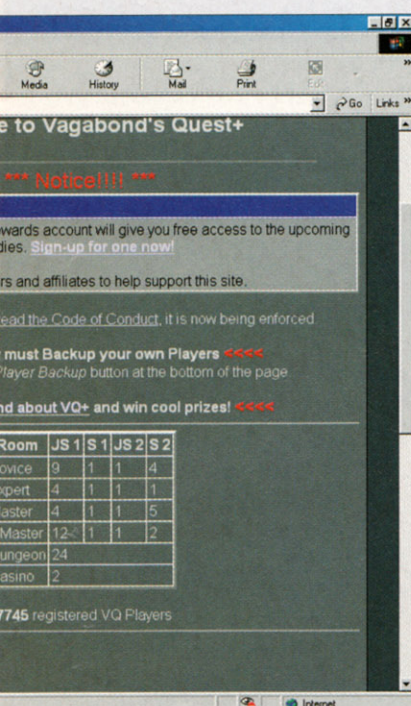 Media History Mail Print Edit
Go Links
e to Vagabond's Quest+
*** Notice!!!! ***
wards account will give you free access to the upcoming
dies. Sign-up for one now!
rs and affiliates to help support this site.
ead the Code of Conduct, it is now being enforced
must Backup your own Players <<<<
Player Backup button at the bottom of the page
nd about VQ+ and win cool prizes! <<<<
Room JS 1 S 1 JS 2 S 2
ovice 9 1 1 4
xpert 4 1 1 1
aster 4 1 1 5
Master 12 1 1 2
ungeon 24
asino 2
7745 registered VQ Players
Internet